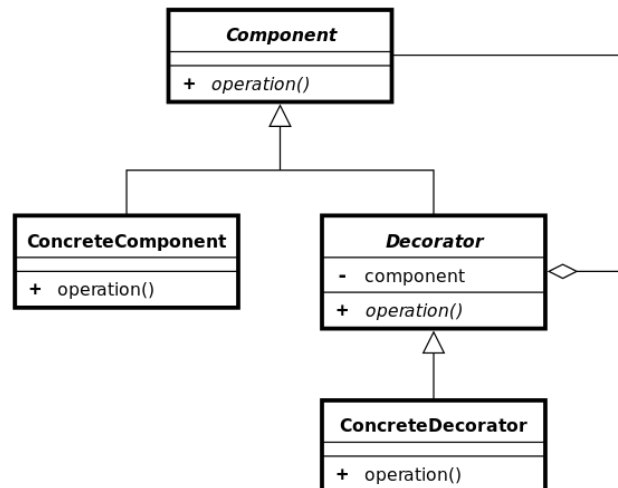 Component
+ operation()
ConcreteComponent
+ operation()
Decorator
- component
+ operation()
ConcreteDecorator
+ operation()